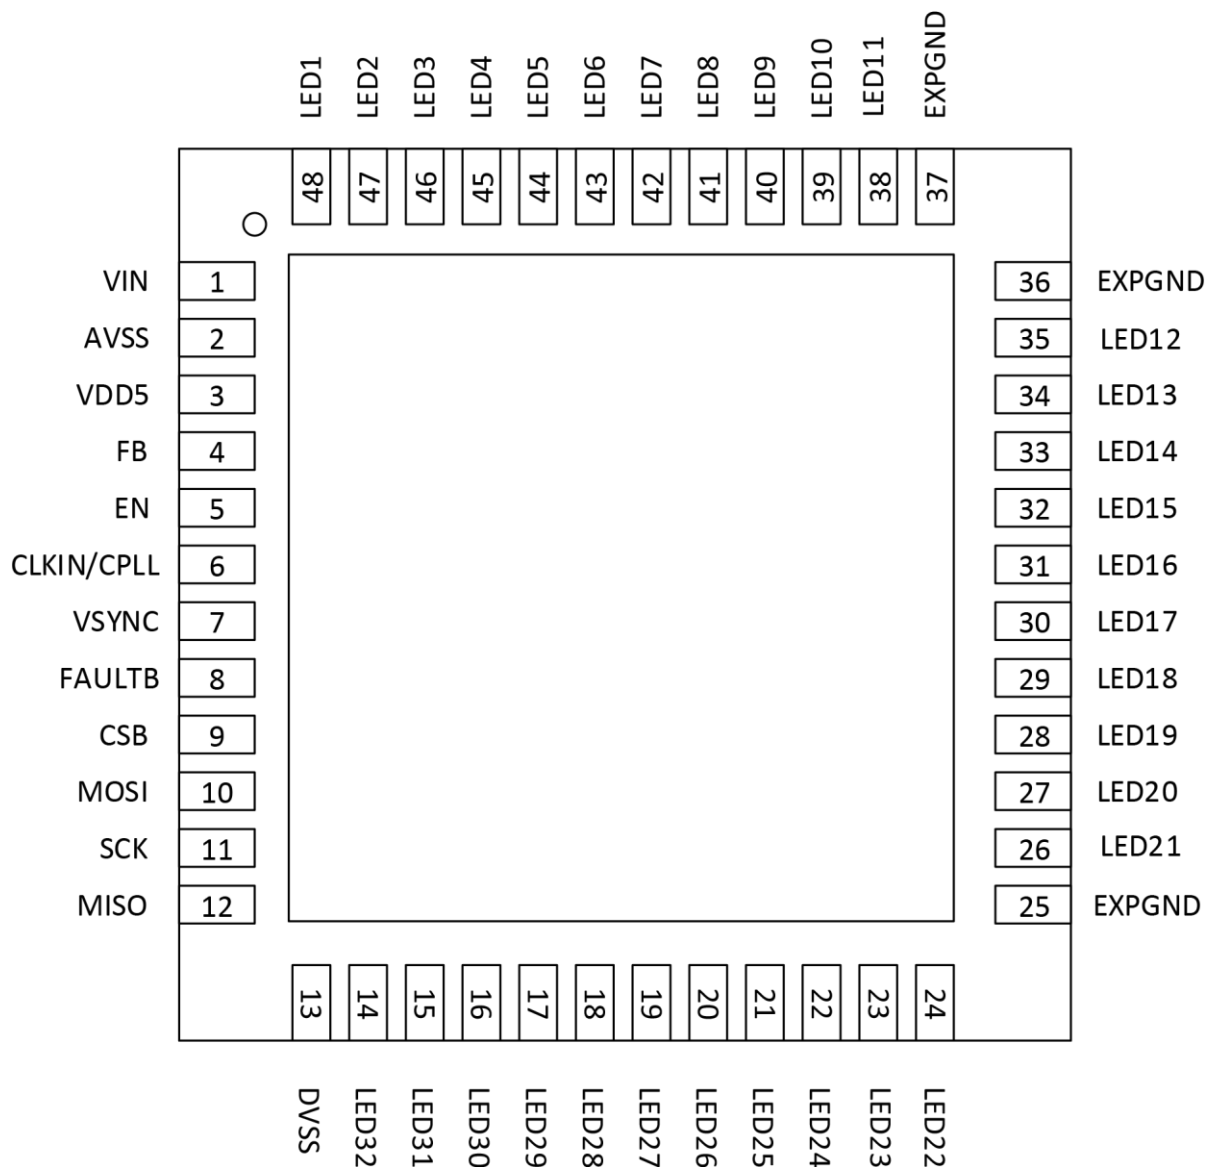 LED1 LED2 LED3 LED4 LED5 LED6 LED7 LED8 LED9 LED10 LED11 EXPGND
48 47 46 45 44 43 42 41 40 39 38 37
VIN 1 36 EXPGND
AVSS 2 35 LED12
VDD5 3 34 LED13
FB 4 33 LED14
EN 5 32 LED15
CLKIN/CPLL 6 31 LED16
VSYNC 7 30 LED17
FAULTB 8 29 LED18
CSB 9 28 LED19
MOSI 10 27 LED20
SCK 11 26 LED21
MISO 12 25 EXPGND
13 14 15 16 17 18 19 20 21 22 23 24
DVSS LED32 LED31 LED30 LED29 LED28 LED27 LED26 LED25 LED24 LED23 LED22